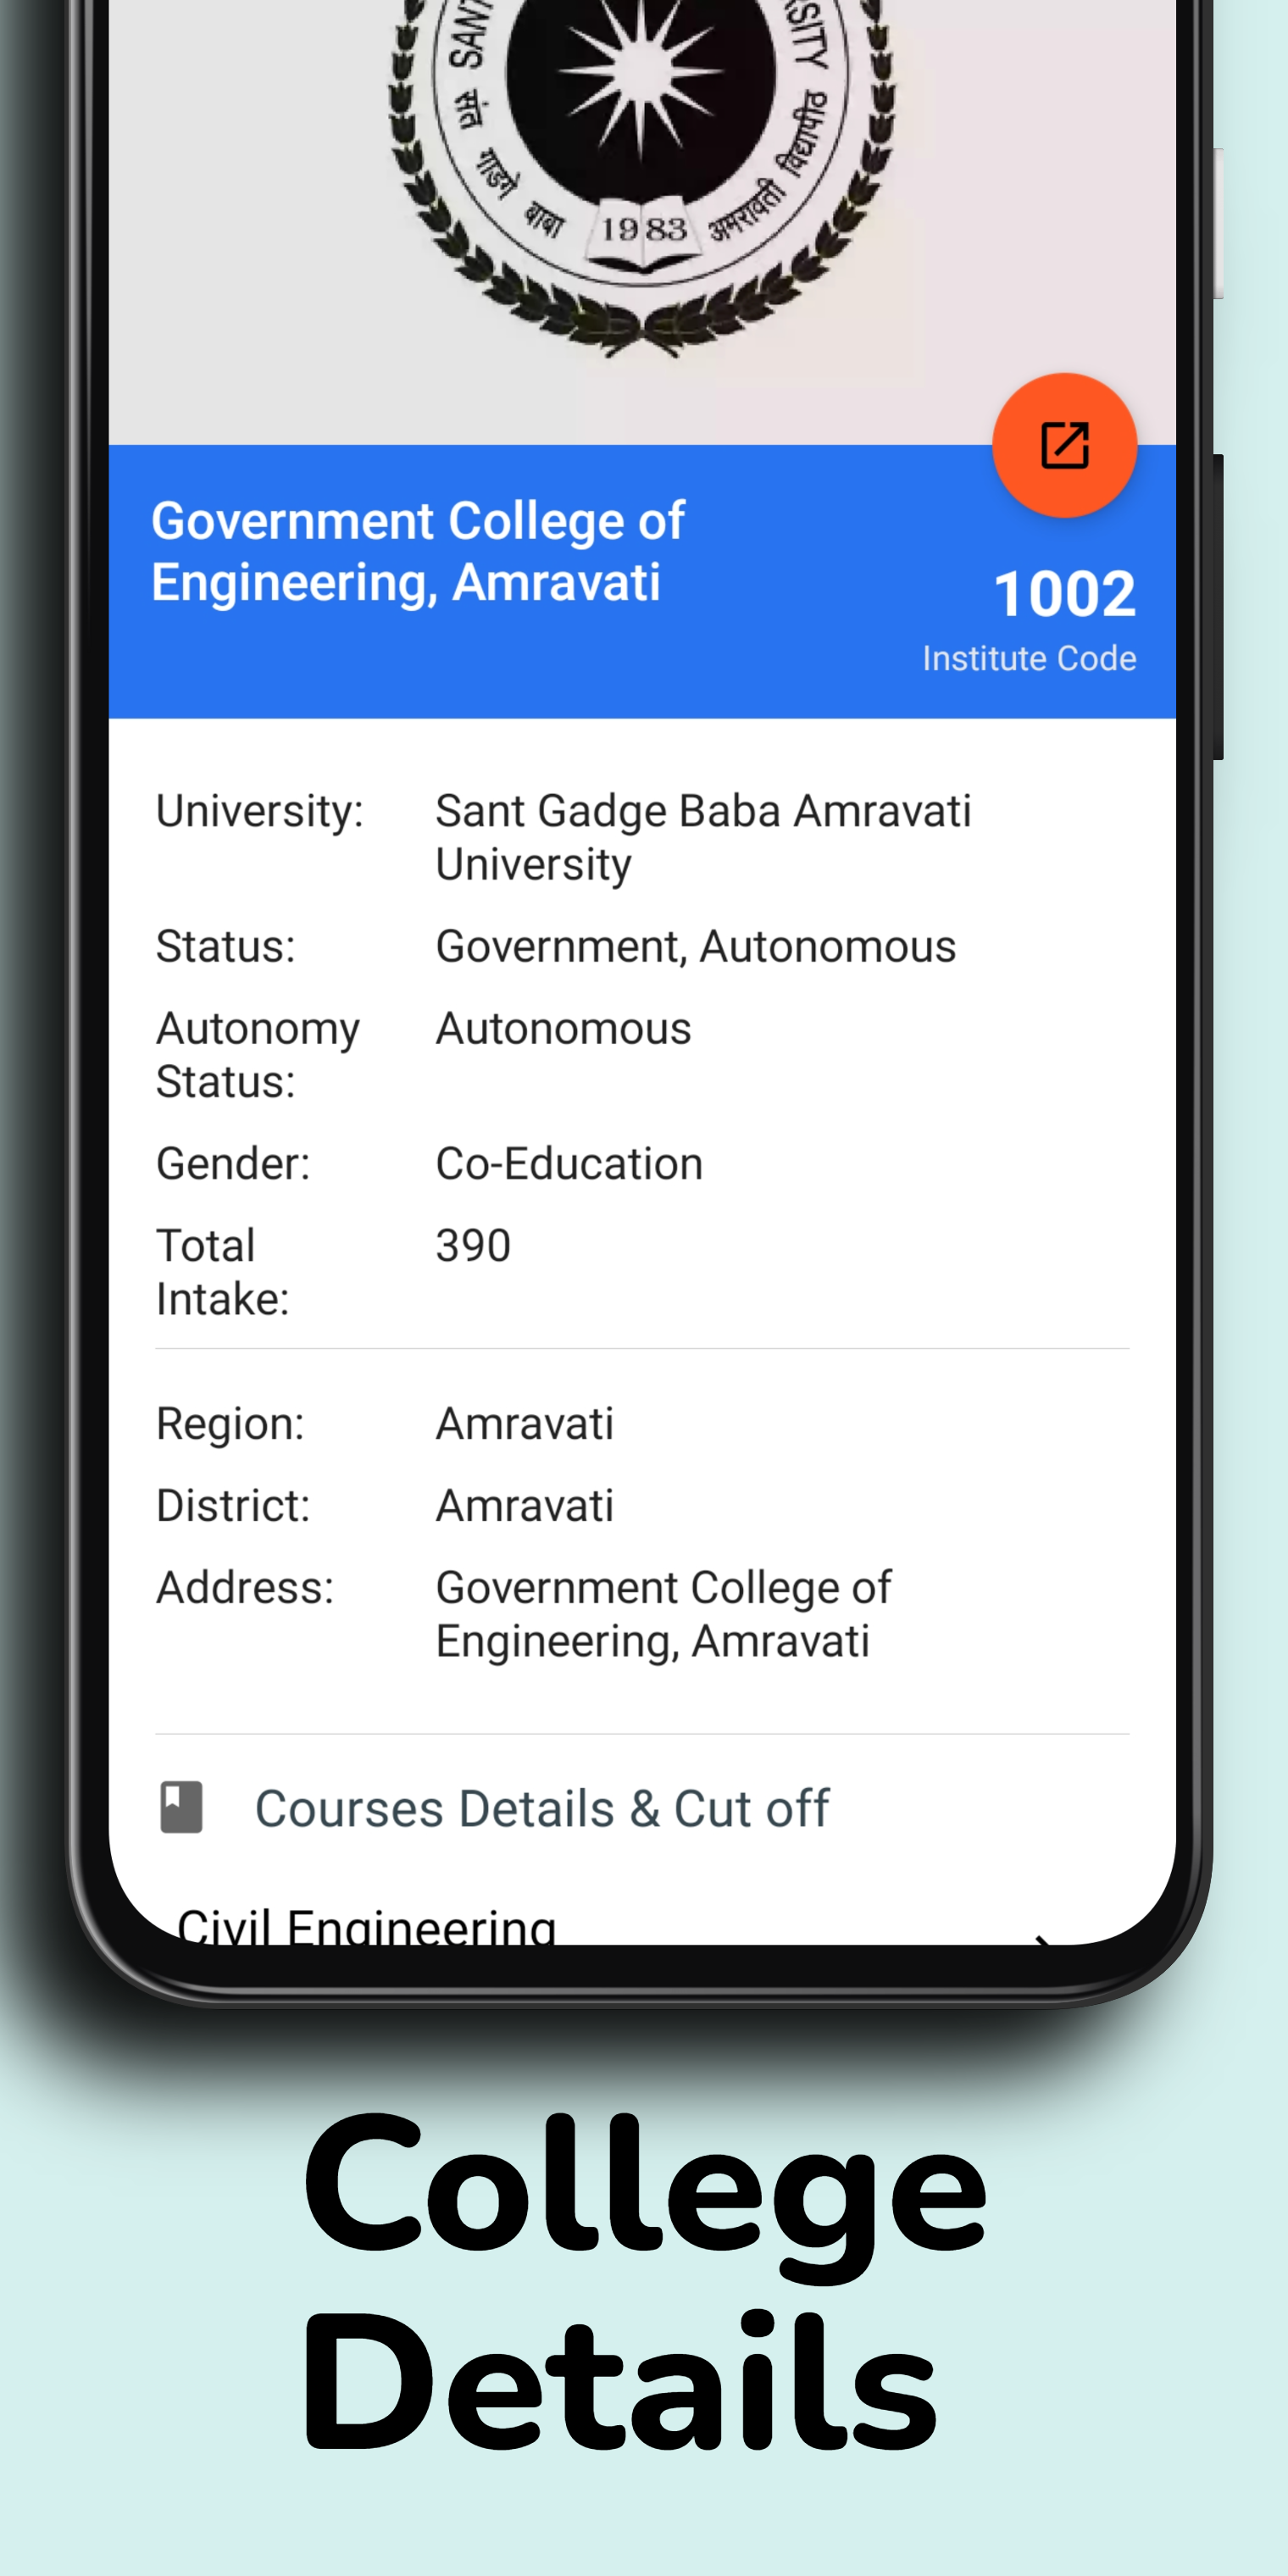 SANT
RSITY
संत गाडगे बाबा
अमरावती विद्यापीठ
1983
Government College of
Engineering, Amravati
1002
Institute Code
University: Sant Gadge Baba Amravati
University
Status: Government, Autonomous
Autonomy Autonomous
Status:
Gender: Co-Education
Total 390
Intake:
Region: Amravati
District: Amravati
Address: Government College of
Engineering, Amravati
Courses Details & Cut off
Civil Engineering
College
Details